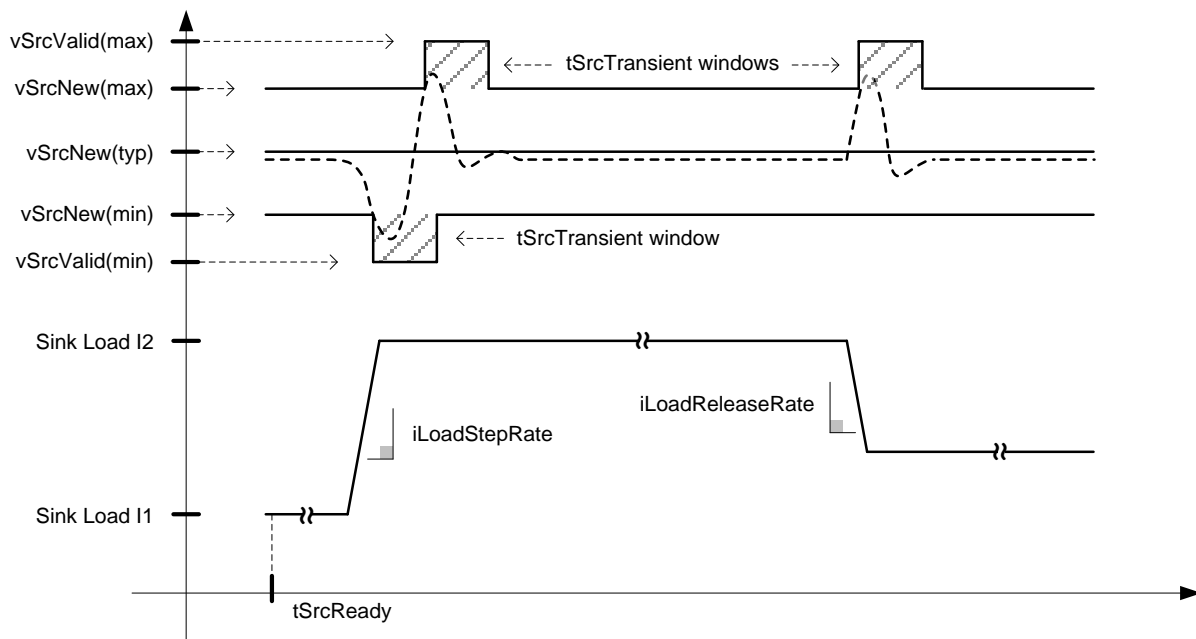 vSrcValid(max)
tSrcTransient windows
vSrcNew(max)
vSrcNew(typ)
vSrcNew(min)
tSrcTransient window
vSrcValid(min)
Sink Load I2
iLoadReleaseRate
iLoadStepRate
Sink Load I1
tSrcReady